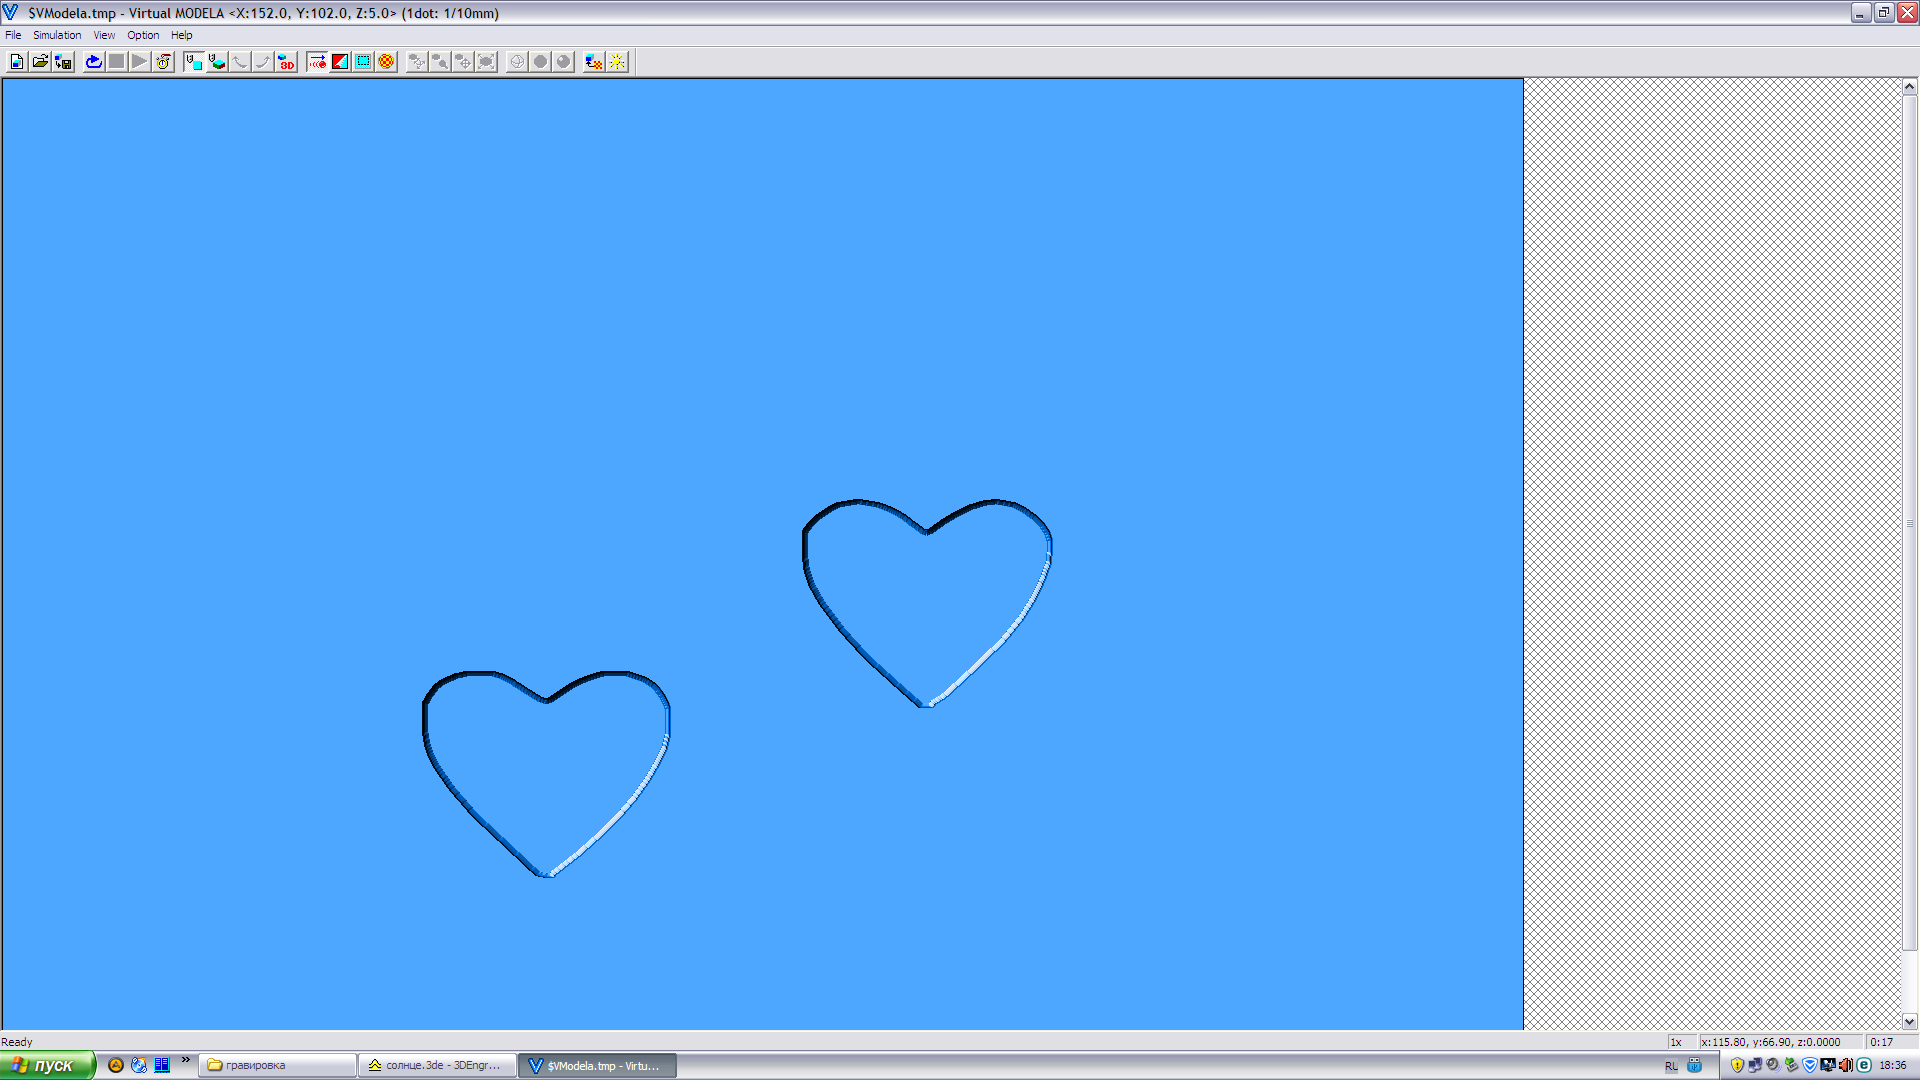 $VModela.tmp - Virtual MODELA <X:152.0, Y:102.0, Z:5.0> (1dot: 1/10mm)
File Simulation View Option Help
3D
Ready
1x x:115.80, y:66.90, z:0.0000 0:17
пуск » гравировка солнце.3de - 3DEngr... $VModela.tmp - Virtu... RU 18:36